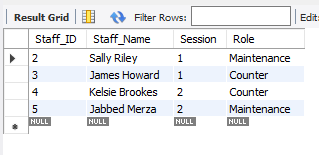 Result Grid Filter Rows: Edit:
Staff_ID Staff_Name Session Role
2 Sally Riley 1 Maintenance
3 James Howard 1 Counter
4 Kelsie Brookes 2 Counter
5 Jabbed Merza 2 Maintenance
NULL NULL NULL NULL